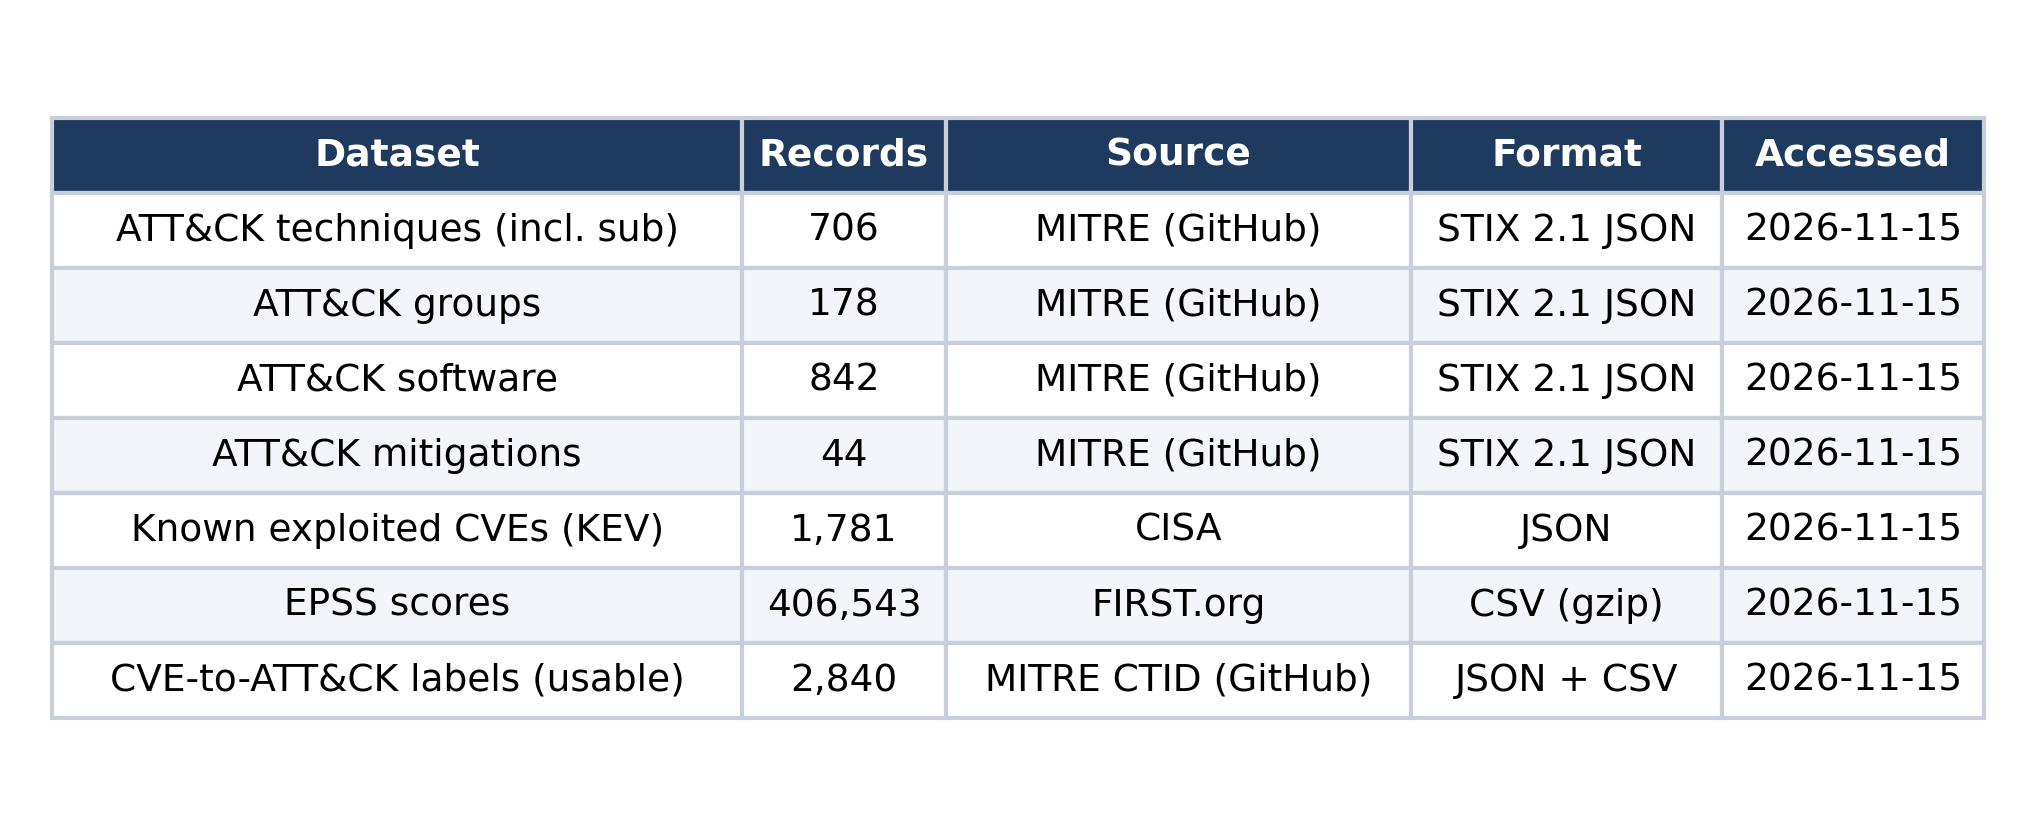 Dataset Records Source Format Accessed
ATT&CK techniques (incl. sub) 706 MITRE (GitHub) STIX 2.1 JSON 2026-11-15
ATT&CK groups 178 MITRE (GitHub) STIX 2.1 JSON 2026-11-15
ATT&CK software 842 MITRE (GitHub) STIX 2.1 JSON 2026-11-15
ATT&CK mitigations 44 MITRE (GitHub) STIX 2.1 JSON 2026-11-15
Known exploited CVEs (KEV) 1,781 CISA JSON 2026-11-15
EPSS scores 406,543 FIRST.org CSV (gzip) 2026-11-15
CVE-to-ATT&CK labels (usable) 2,840 MITRE CTID (GitHub) JSON + CSV 2026-11-15